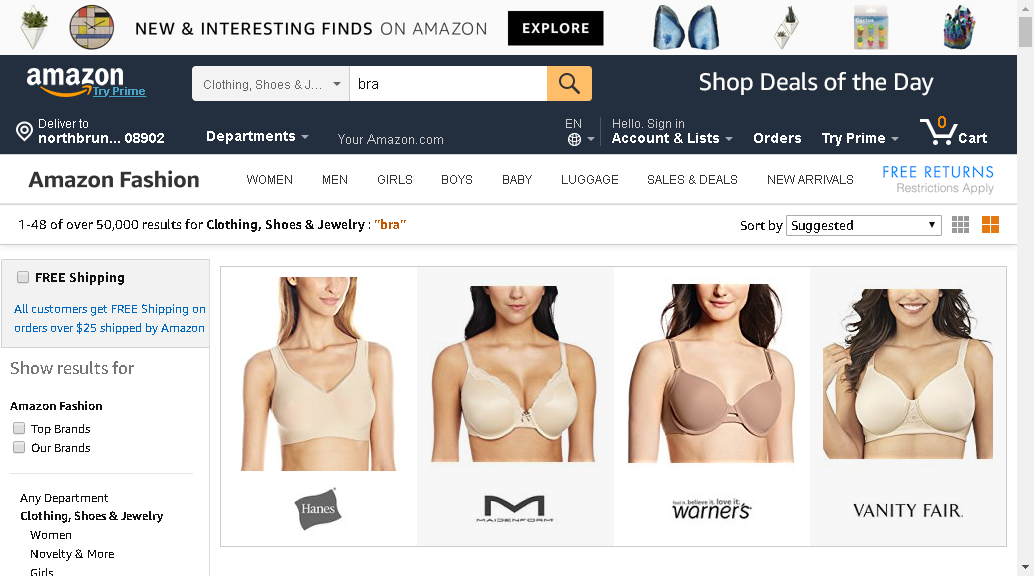 NEW & INTERESTING FINDS ON AMAZON
EXPLORE
amazon
Try Prime
Clothing, Shoes & J...
bra
Shop Deals of the Day
Deliver to
northbrun... 08902
Departments
Your Amazon.com
EN
Hello. Sign in
Account & Lists
Orders
Try Prime
0
Cart
Amazon Fashion
WOMEN
MEN
GIRLS
BOYS
BABY
LUGGAGE
SALES & DEALS
NEW ARRIVALS
FREE RETURNS
Restrictions Apply
1-48 of over 50,000 results for Clothing, Shoes & Jewelry : "bra"
Sort by
Suggested
FREE Shipping
All customers get FREE Shipping on
orders over $25 shipped by Amazon
Show results for
Amazon Fashion
Top Brands
Our Brands
Any Department
Clothing, Shoes & Jewelry
Women
Novelty & More
Girls
Hanes
MAIDENFORM
feel it. believe it. love it:
warners
VANITY FAIR.